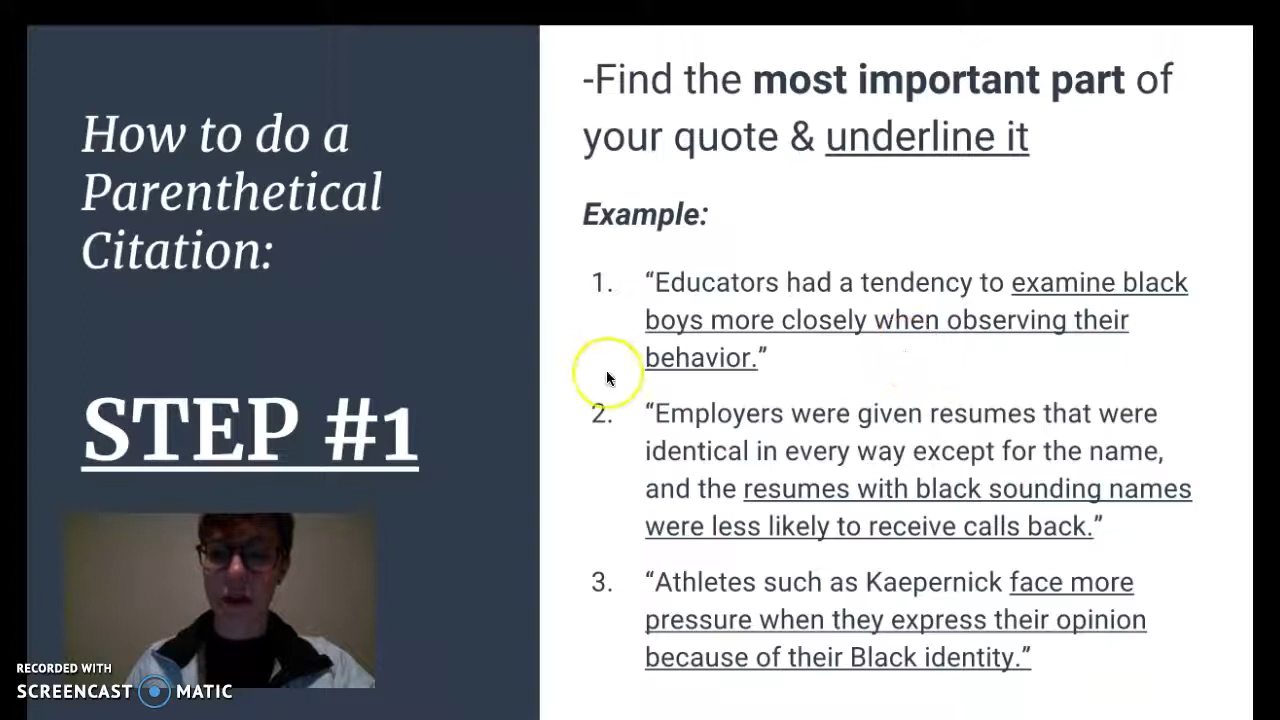 How to do a
Parenthetical
Citation:
STEP #1
RECORDED WITH
SCREENCAST MATIC
-Find the most important part of
your quote & underline it
Example:
1. “Educators had a tendency to examine black
boys more closely when observing their
behavior.”
2. “Employers were given resumes that were
identical in every way except for the name,
and the resumes with black sounding names
were less likely to receive calls back.”
3. “Athletes such as Kaepernick face more
pressure when they express their opinion
because of their Black identity.”